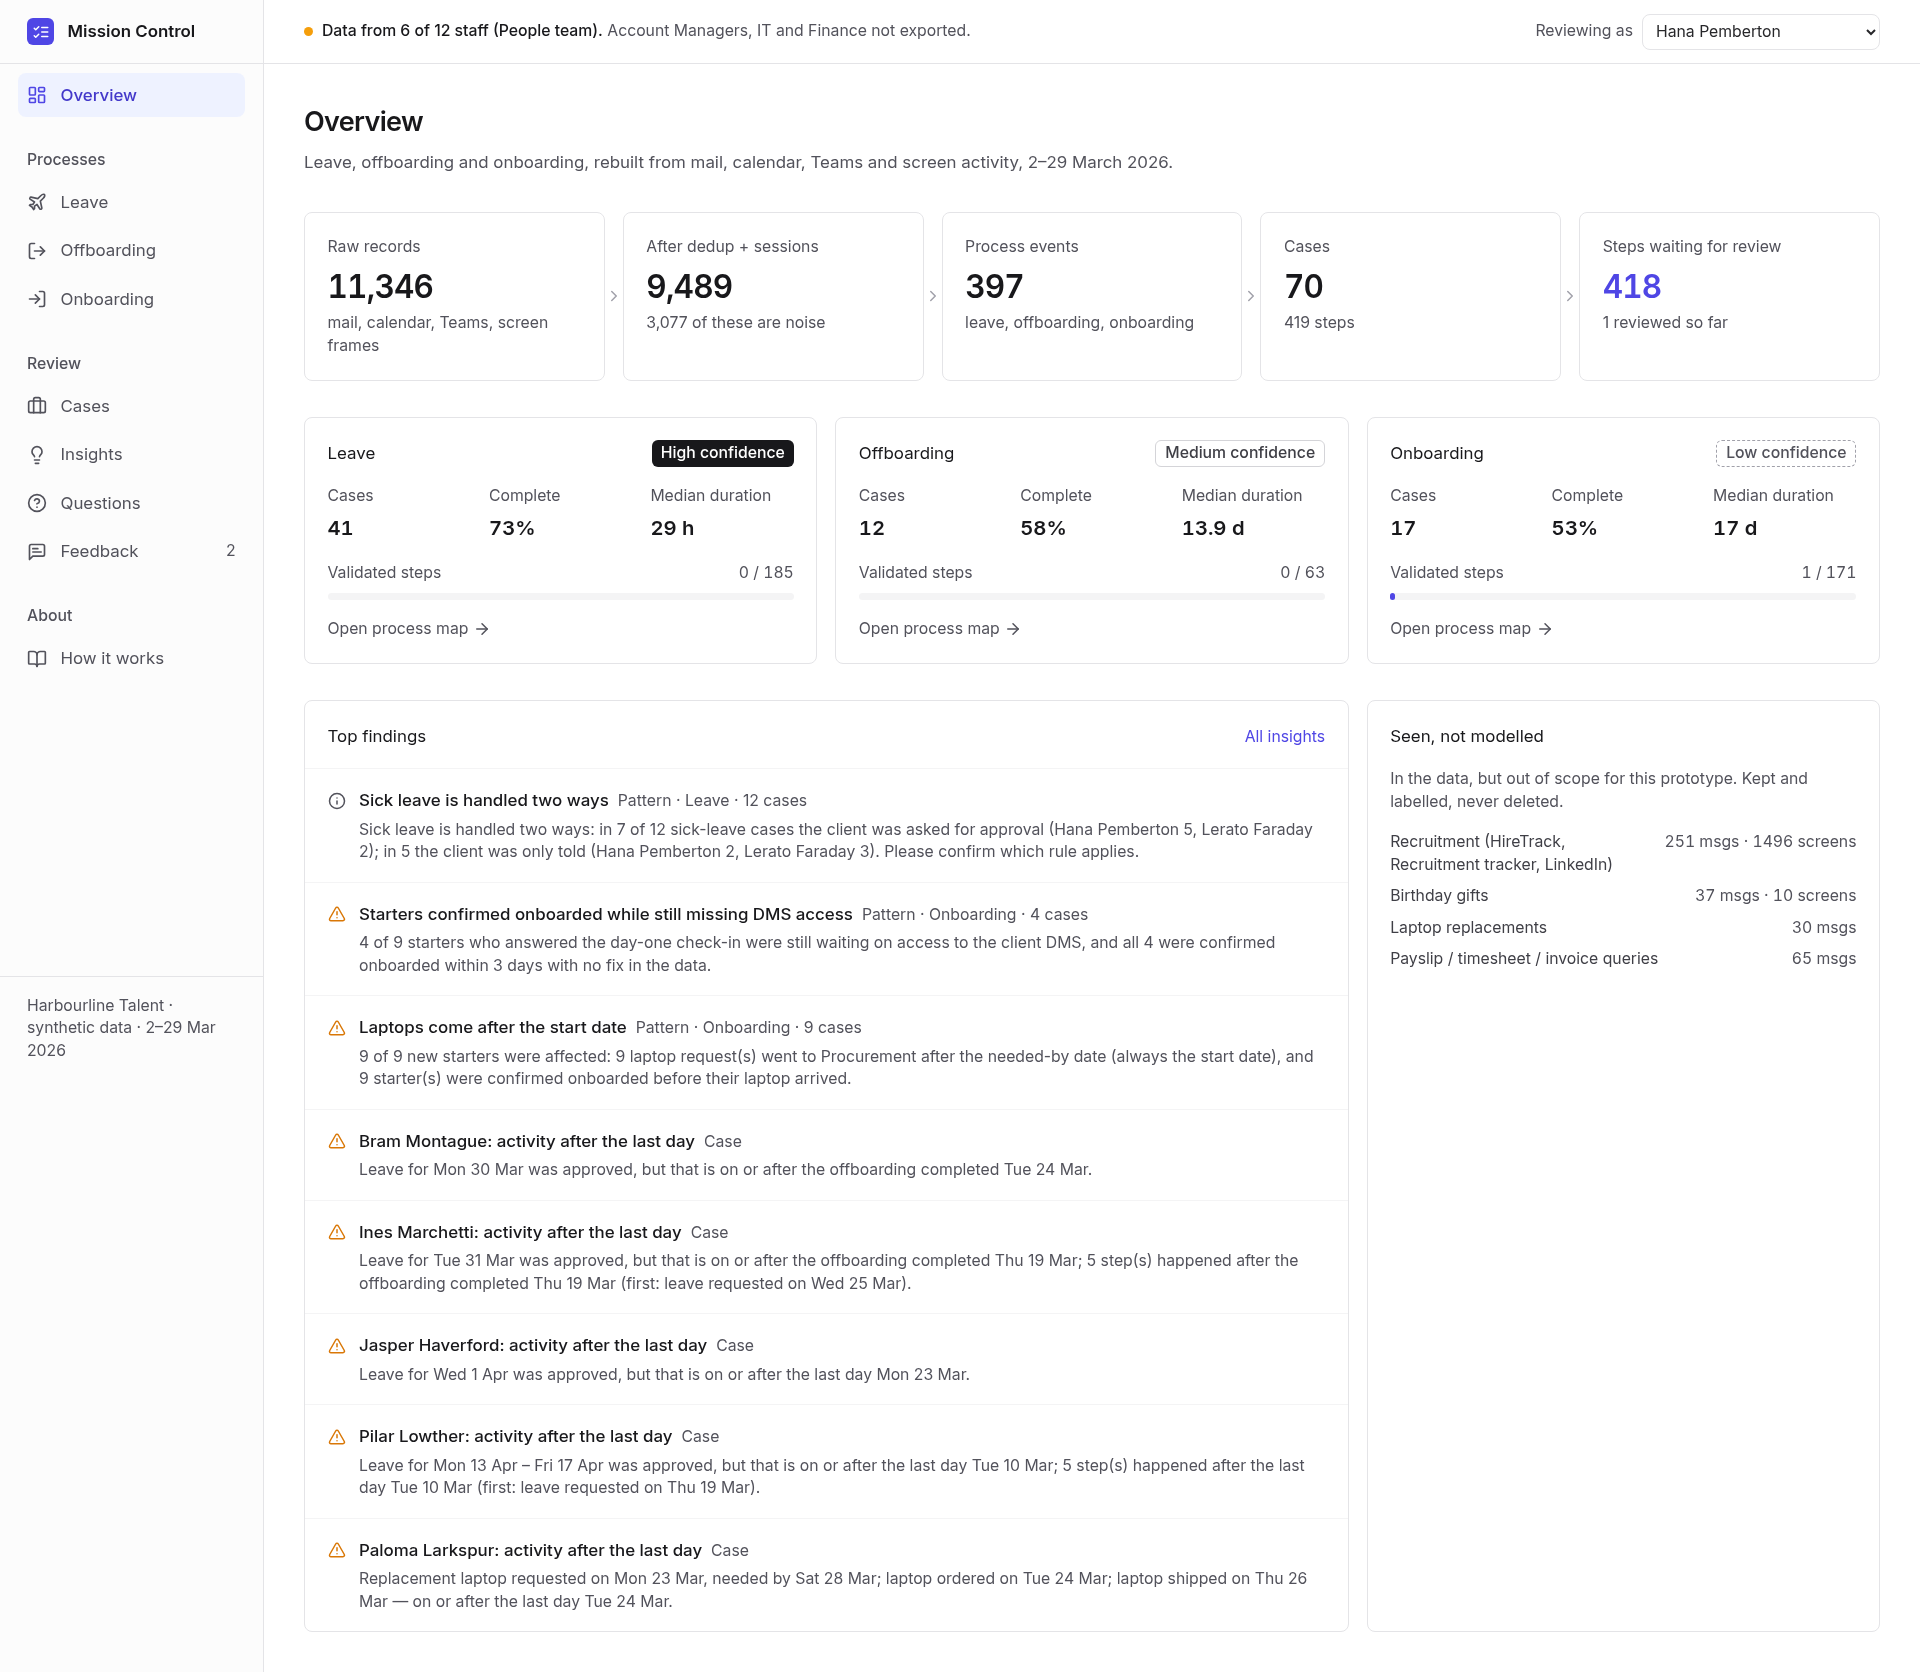 Mission Control
Data from 6 of 12 staff (People team). Account Managers, IT and Finance not exported.
Reviewing as
Hana Pemberton
Overview
Processes
Leave
Offboarding
Onboarding
Review
Cases
Insights
Questions
Feedback 2
About
How it works
Harbourline Talent ·
synthetic data · 2–29 Mar
2026
Overview
Leave, offboarding and onboarding, rebuilt from mail, calendar, Teams and screen activity, 2–29 March 2026.
Raw records
11,346
mail, calendar, Teams, screen
frames
After dedup + sessions
9,489
3,077 of these are noise
Process events
397
leave, offboarding, onboarding
Cases
70
419 steps
Steps waiting for review
418
1 reviewed so far
Leave High confidence
Cases Complete Median duration
41 73% 29 h
Validated steps 0 / 185
Open process map
Offboarding Medium confidence
Cases Complete Median duration
12 58% 13.9 d
Validated steps 0 / 63
Open process map
Onboarding Low confidence
Cases Complete Median duration
17 53% 17 d
Validated steps 1 / 171
Open process map
Top findings All insights
Sick leave is handled two ways Pattern · Leave · 12 cases
Sick leave is handled two ways: in 7 of 12 sick-leave cases the client was asked for approval (Hana Pemberton 5, Lerato Faraday
2); in 5 the client was only told (Hana Pemberton 2, Lerato Faraday 3). Please confirm which rule applies.
Starters confirmed onboarded while still missing DMS access Pattern · Onboarding · 4 cases
4 of 9 starters who answered the day-one check-in were still waiting on access to the client DMS, and all 4 were confirmed
onboarded within 3 days with no fix in the data.
Laptops come after the start date Pattern · Onboarding · 9 cases
9 of 9 new starters were affected: 9 laptop request(s) went to Procurement after the needed-by date (always the start date), and
9 starter(s) were confirmed onboarded before their laptop arrived.
Bram Montague: activity after the last day Case
Leave for Mon 30 Mar was approved, but that is on or after the offboarding completed Tue 24 Mar.
Ines Marchetti: activity after the last day Case
Leave for Tue 31 Mar was approved, but that is on or after the offboarding completed Thu 19 Mar; 5 step(s) happened after the
offboarding completed Thu 19 Mar (first: leave requested on Wed 25 Mar).
Jasper Haverford: activity after the last day Case
Leave for Wed 1 Apr was approved, but that is on or after the last day Mon 23 Mar.
Pilar Lowther: activity after the last day Case
Leave for Mon 13 Apr – Fri 17 Apr was approved, but that is on or after the last day Tue 10 Mar; 5 step(s) happened after the last
day Tue 10 Mar (first: leave requested on Thu 19 Mar).
Paloma Larkspur: activity after the last day Case
Replacement laptop requested on Mon 23 Mar, needed by Sat 28 Mar; laptop ordered on Tue 24 Mar; laptop shipped on Thu 26
Mar — on or after the last day Tue 24 Mar.
Seen, not modelled
In the data, but out of scope for this prototype. Kept and
labelled, never deleted.
Recruitment (HireTrack, 251 msgs · 1496 screens
Recruitment tracker, LinkedIn)
Birthday gifts 37 msgs · 10 screens
Laptop replacements 30 msgs
Payslip / timesheet / invoice queries 65 msgs